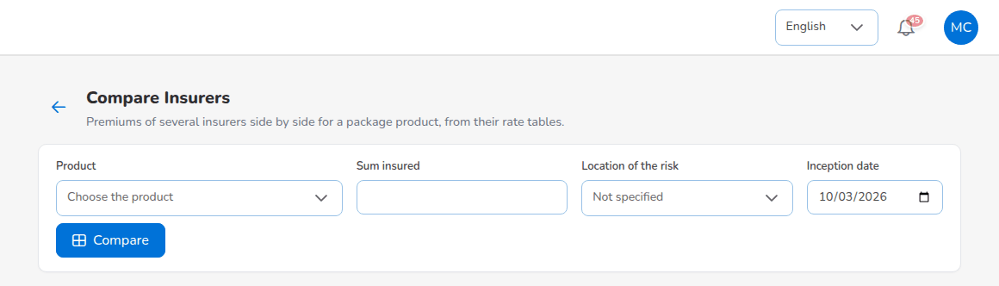 English
45
MC
Compare Insurers
Premiums of several insurers side by side for a package product, from their rate tables.
Product
Sum insured
Location of the risk
Inception date
Choose the product
Not specified
10/03/2026
Compare